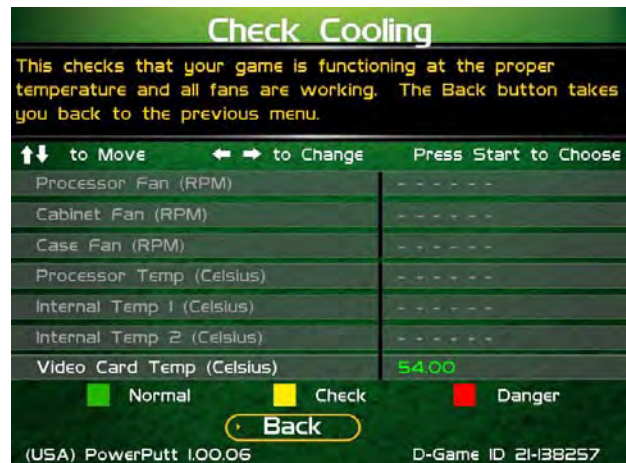 Check Cooling
This checks that your game is functioning at the proper
temperature and all fans are working. The Back button takes
you back to the previous menu.
to Move to Change Press Start to Choose
Processor Fan (RPM) - - - - - -
Cabinet Fan (RPM) - - - - - -
Case Fan (RPM) - - - - - -
Processor Temp (Celsius) - - - - - -
Internal Temp 1 (Celsius) - - - - - -
Internal Temp 2 (Celsius) - - - - - -
Video Card Temp (Celsius) 54.00
Normal Check Danger
Back
(USA) PowerPutt 1.00.06 D-Game ID 21-138257